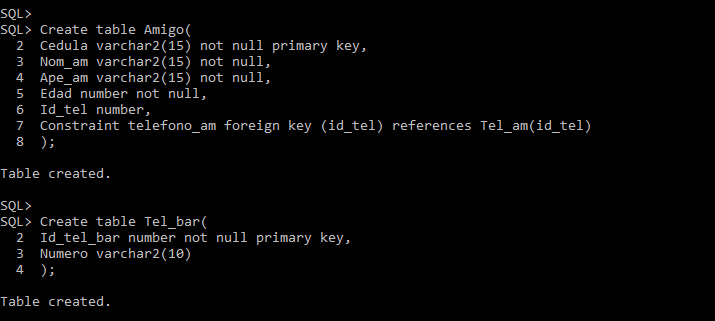 SQL>
SQL> Create table Amigo(
  2  Cedula varchar2(15) not null primary key,
  3  Nom_am varchar2(15) not null,
  4  Ape_am varchar2(15) not null,
  5  Edad number not null,
  6  Id_tel number,
  7  Constraint telefono_am foreign key (id_tel) references Tel_am(id_tel)
  8  );
Table created.
SQL>
SQL> Create table Tel_bar(
  2  Id_tel_bar number not null primary key,
  3  Numero varchar2(10)
  4  );
Table created.